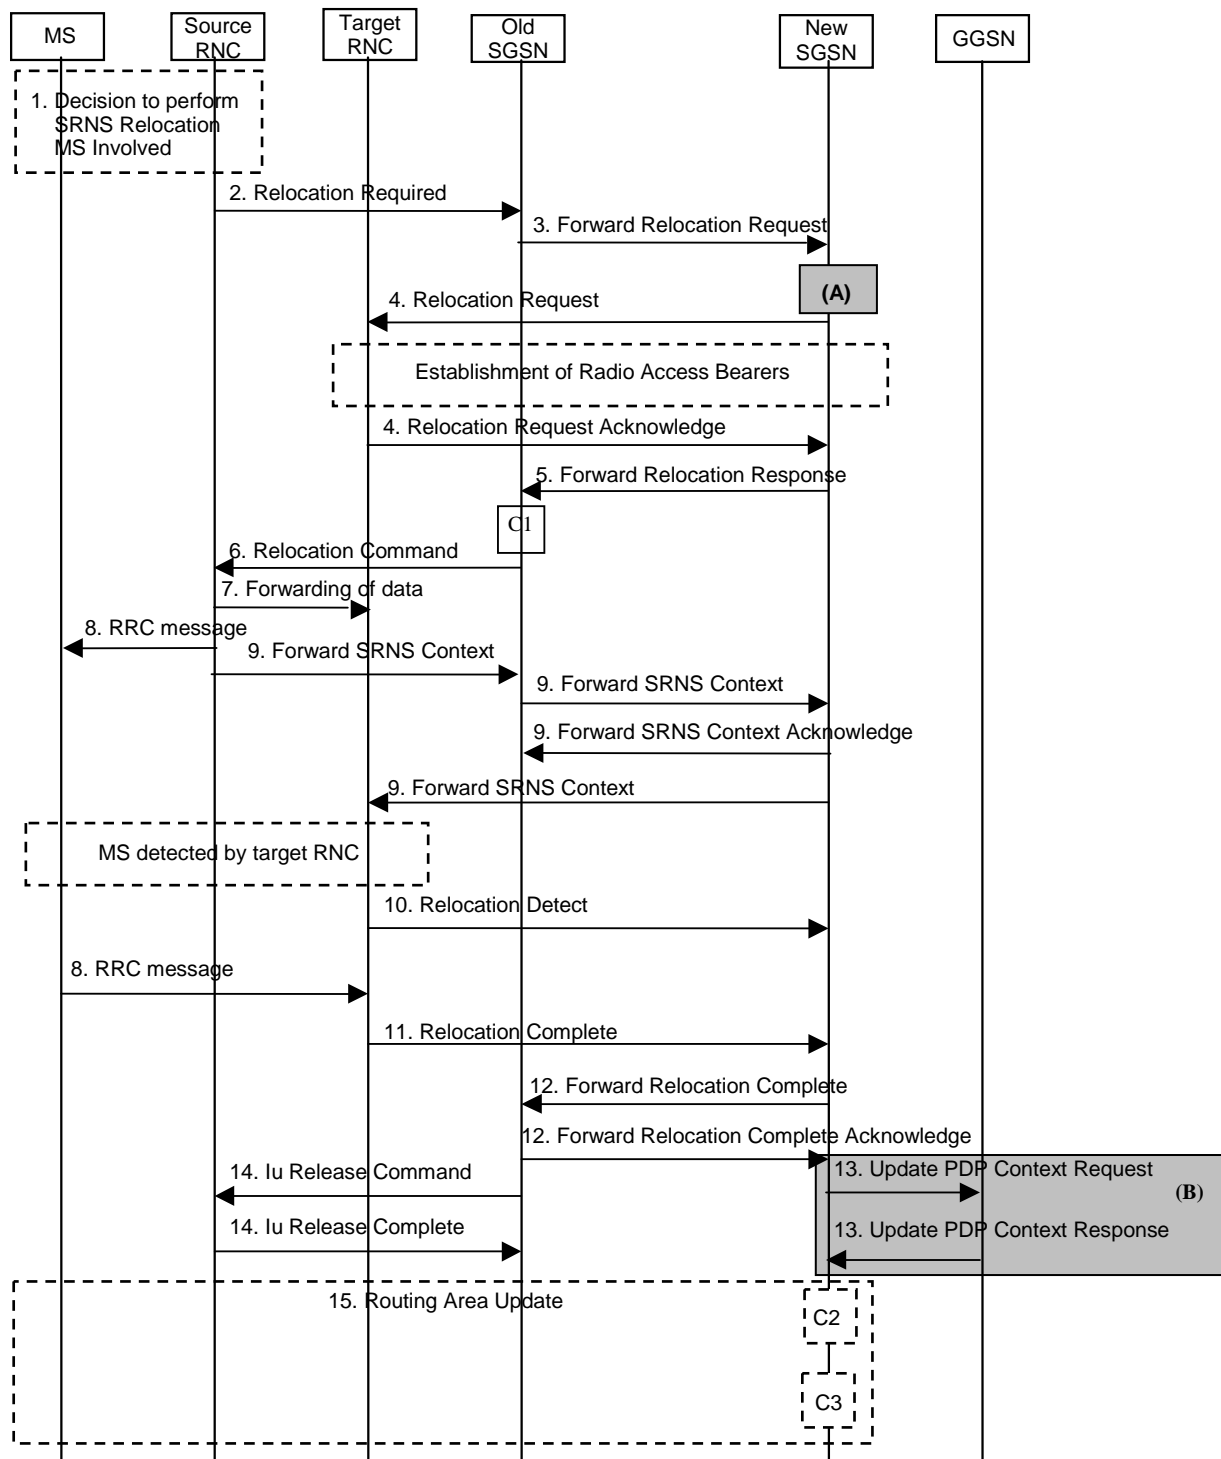 MS
Source
RNC
Target
RNC
Old
SGSN
New
SGSN
GGSN
1. Decision to perform
SRNS Relocation
MS Involved
2. Relocation Required
3. Forward Relocation Request
(A)
4. Relocation Request
Establishment of Radio Access Bearers
4. Relocation Request Acknowledge
5. Forward Relocation Response
C1
6. Relocation Command
7. Forwarding of data
8. RRC message
9. Forward SRNS Context
9. Forward SRNS Context
9. Forward SRNS Context Acknowledge
9. Forward SRNS Context
MS detected by target RNC
10. Relocation Detect
8. RRC message
11. Relocation Complete
12. Forward Relocation Complete
12. Forward Relocation Complete Acknowledge
14. Iu Release Command
13. Update PDP Context Request
(B)
14. Iu Release Complete
13. Update PDP Context Response
15. Routing Area Update
C2
C3